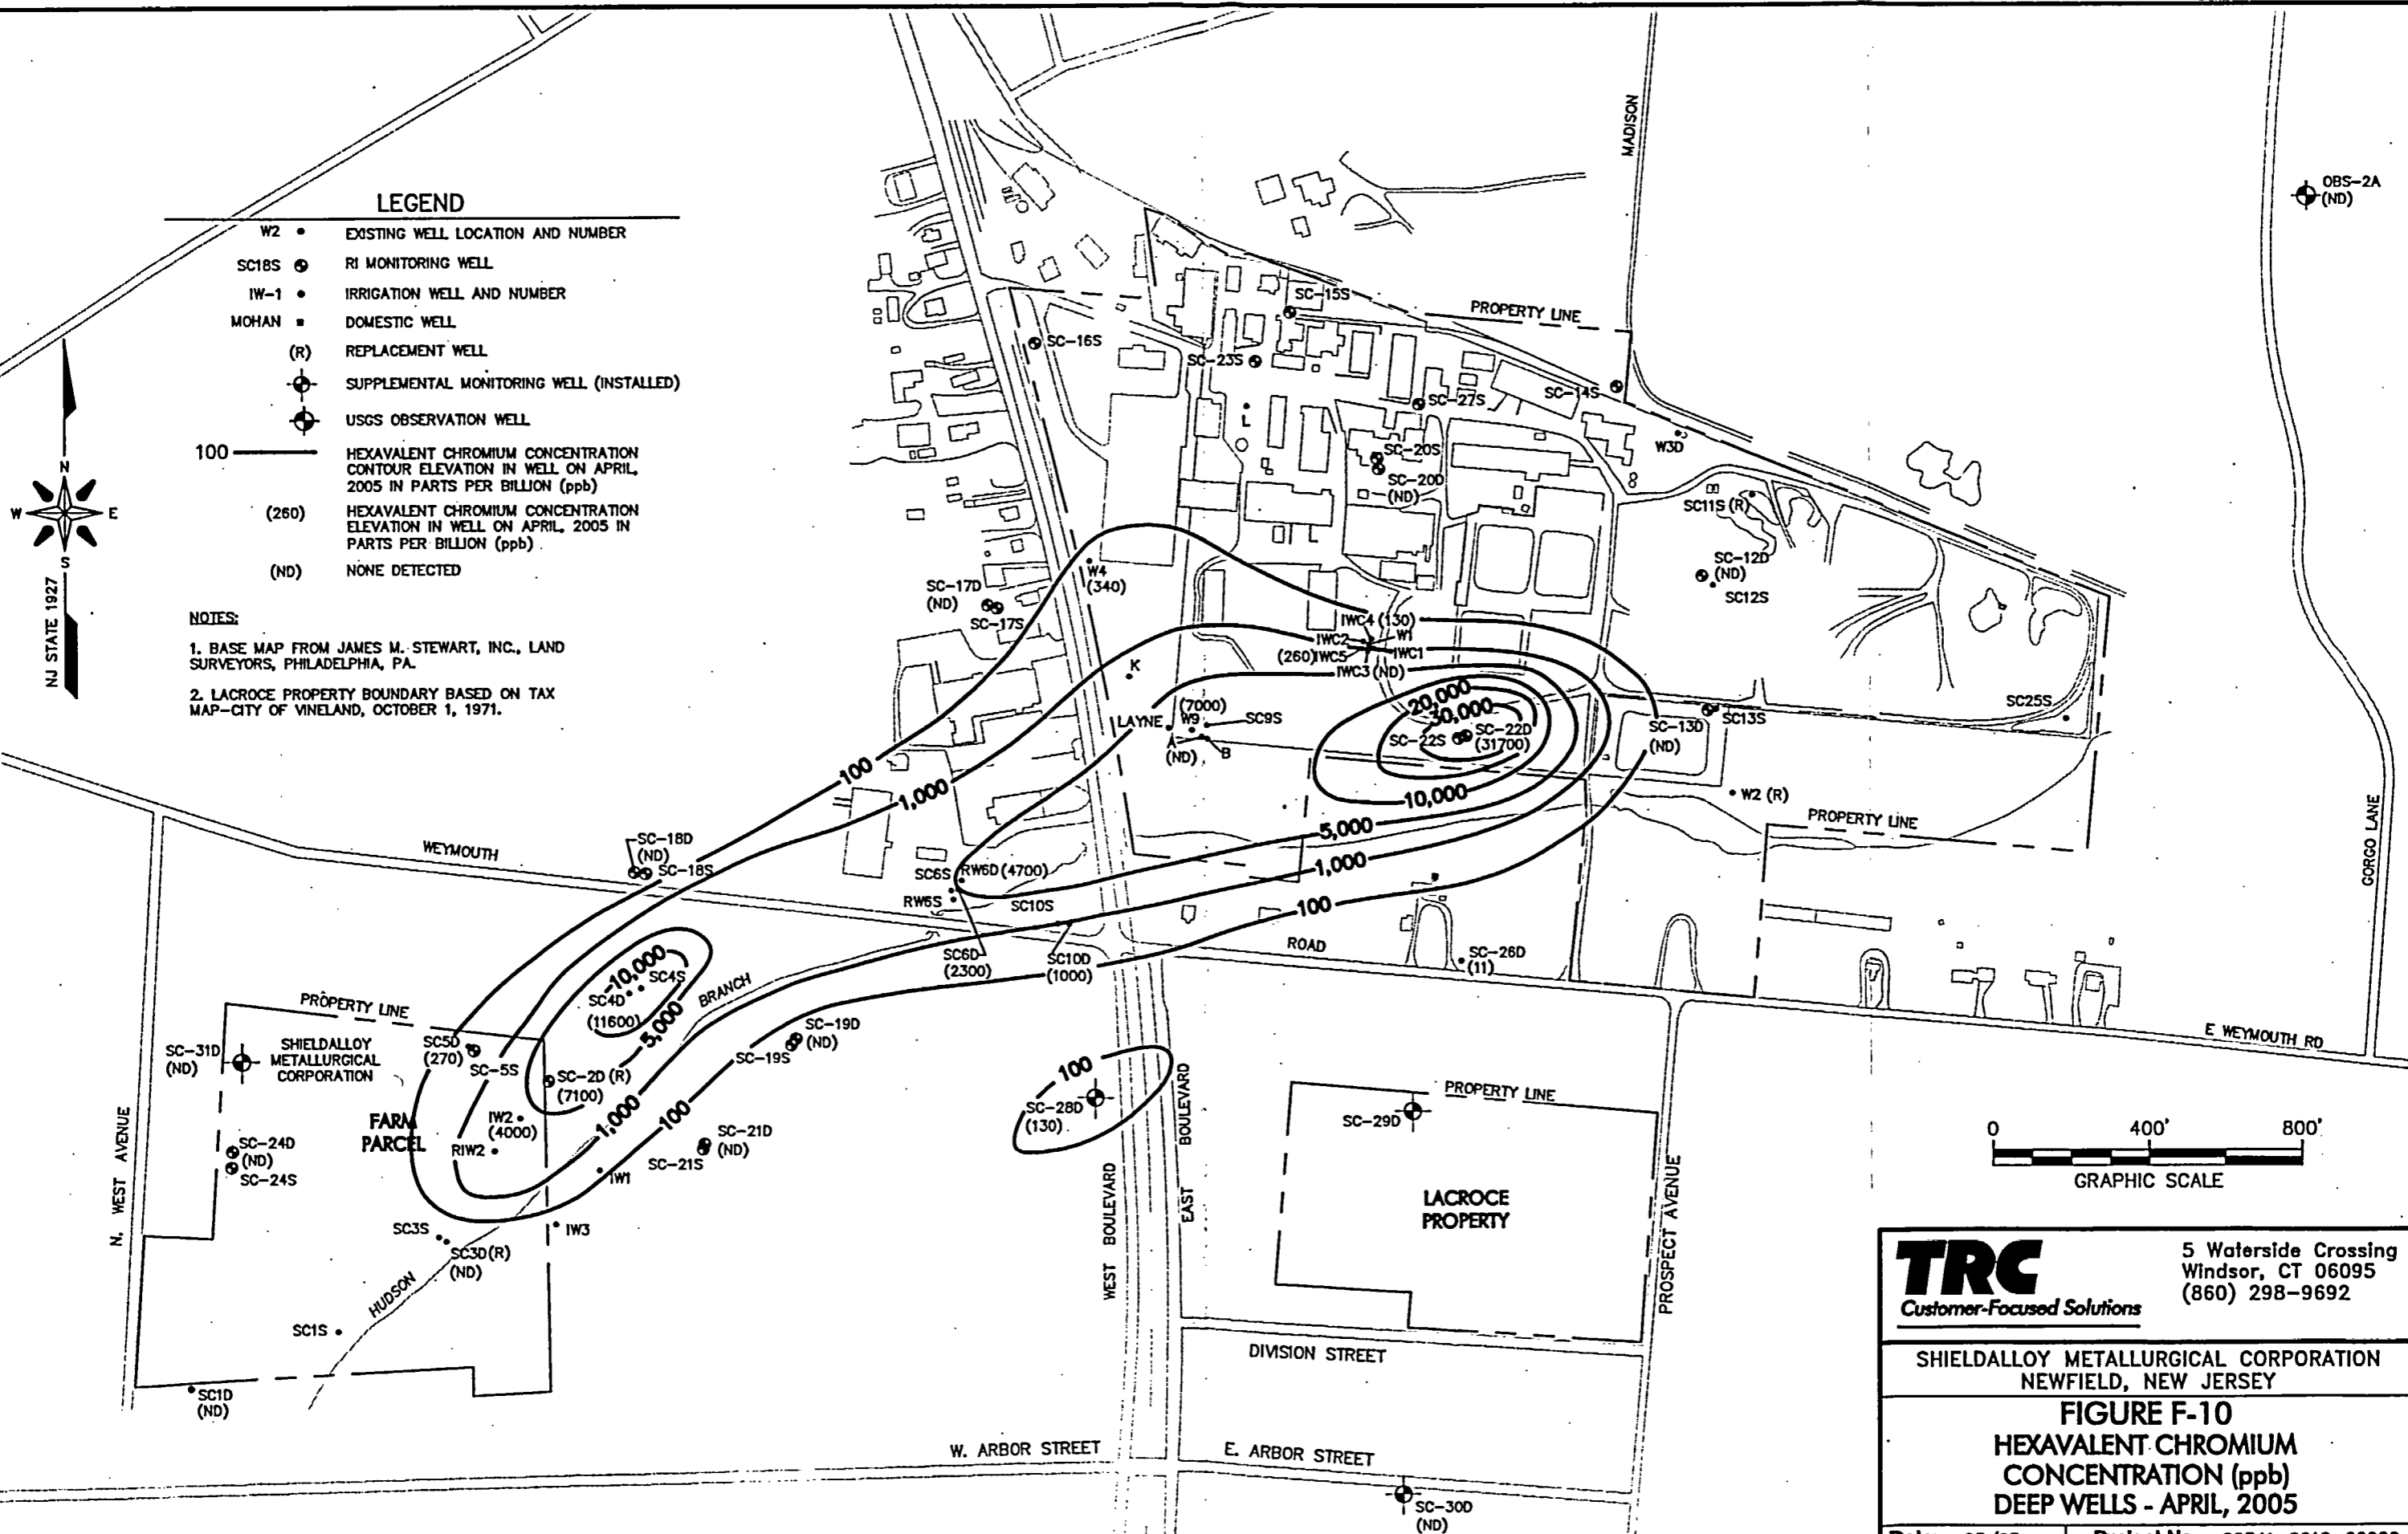 LEGEND
W2 EXISTING WELL LOCATION AND NUMBER
SC18S RI MONITORING WELL
IW-1 IRRIGATION WELL AND NUMBER
MOHAN DOMESTIC WELL
(R) REPLACEMENT WELL
SUPPLEMENTAL MONITORING WELL (INSTALLED)
USGS OBSERVATION WELL
100 HEXAVALENT CHROMIUM CONCENTRATION
CONTOUR ELEVATION IN WELL ON APRIL,
2005 IN PARTS PER BILLION (ppb)
(260) HEXAVALENT CHROMIUM CONCENTRATION
ELEVATION IN WELL ON APRIL, 2005 IN
PARTS PER BILLION (ppb)
(ND) NONE DETECTED
NOTES:
1. BASE MAP FROM JAMES M. STEWART, INC., LAND
SURVEYORS, PHILADELPHIA, PA.
2. LACROCE PROPERTY BOUNDARY BASED ON TAX
MAP-CITY OF VINELAND, OCTOBER 1, 1971.
N
W E
S
NJ STATE 1927
MADISON
OBS-2A
(ND)
SC-15S
PROPERTY LINE
SC-16S
SC-23S
SC-14S
SC-27S
L
W3D
SC-20S
SC-20D
(ND)
SC11S (R)
SC-12D
(ND)
SC12S
W4
(340)
SC-17D
(ND)
SC-17S
IWC4 (130)
IWC2
W1
(260)
IWC5
IWC1
IWC3 (ND)
K
20,000
30,000
(7000)
LAYNE
W9
SC9S
A
(ND)
B
SC-22S
SC-22D
(31700)
SC13S
SC-13D
(ND)
SC25S
10,000
W2 (R)
PROPERTY LINE
GORGO LANE
100
1,000
5,000
1,000
100
WEYMOUTH
SC-18D
(ND)
SC-18S
SC6S
RW6D (4700)
RW6S
SC10S
SC6D
(2300)
SC10D
(1000)
ROAD
SC-26D
(11)
E WEYMOUTH RD
10,000
SC4S
SC4D
(11600)
BRANCH
5,000
PROPERTY LINE
SC-31D
(ND)
SHIELDALLOY
METALLURGICAL
CORPORATION
SC5D
(270)
SC-5S
SC-19D
(ND)
SC-19S
SC-2D (R)
(7100)
1,000
100
IW2
(4000)
FARM
PARCEL
RIW2
SC-21D
(ND)
SC-21S
IW1
SC-24D
(ND)
SC-24S
N. WEST AVENUE
SC3S
SC3D(R)
(ND)
IW3
HUDSON
SC1S
SC1D
(ND)
100
SC-28D
(130)
WEST BOULEVARD
EAST BOULEVARD
PROPERTY LINE
SC-29D
LACROCE
PROPERTY
PROSPECT AVENUE
DIVISION STREET
W. ARBOR STREET
E. ARBOR STREET
SC-30D
(ND)
0 400' 800'
GRAPHIC SCALE
TRC
Customer-Focused Solutions
5 Waterside Crossing
Windsor, CT 06095
(860) 298-9692
SHIELDALLOY METALLURGICAL CORPORATION
NEWFIELD, NEW JERSEY
FIGURE F-10
HEXAVALENT CHROMIUM
CONCENTRATION (ppb)
DEEP WELLS - APRIL, 2005